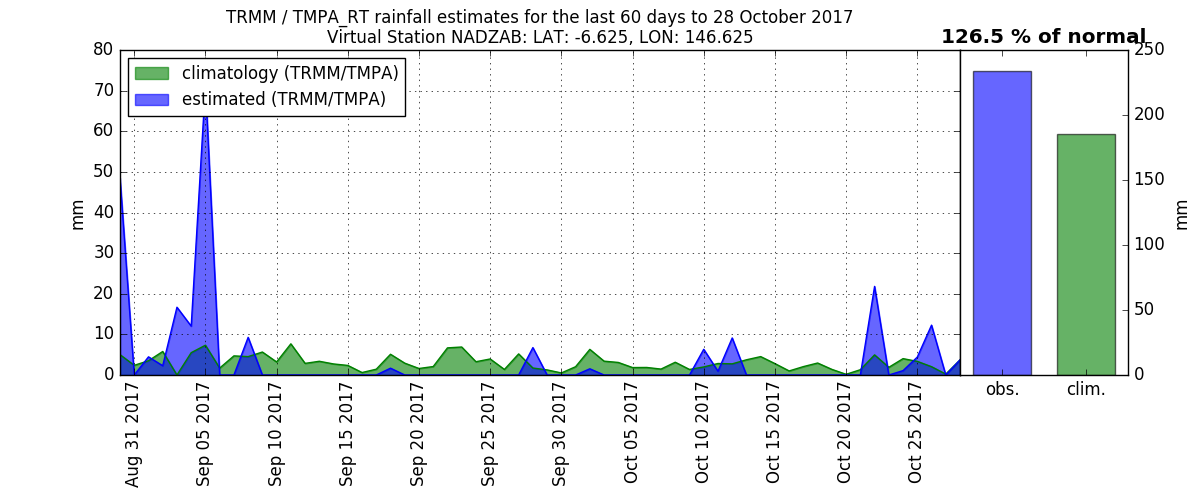 TRMM / TMPA_RT rainfall estimates for the last 60 days to 28 October 2017
Virtual Station NADZAB: LAT: -6.625, LON: 146.625
126.5 % of normal
climatology (TRMM/TMPA)
estimated (TRMM/TMPA)
mm
80
70
60
50
40
30
20
10
0
Aug 31 2017
Sep 05 2017
Sep 10 2017
Sep 15 2017
Sep 20 2017
Sep 25 2017
Sep 30 2017
Oct 05 2017
Oct 10 2017
Oct 15 2017
Oct 20 2017
Oct 25 2017
obs.
clim.
250
200
150
100
50
0
mm